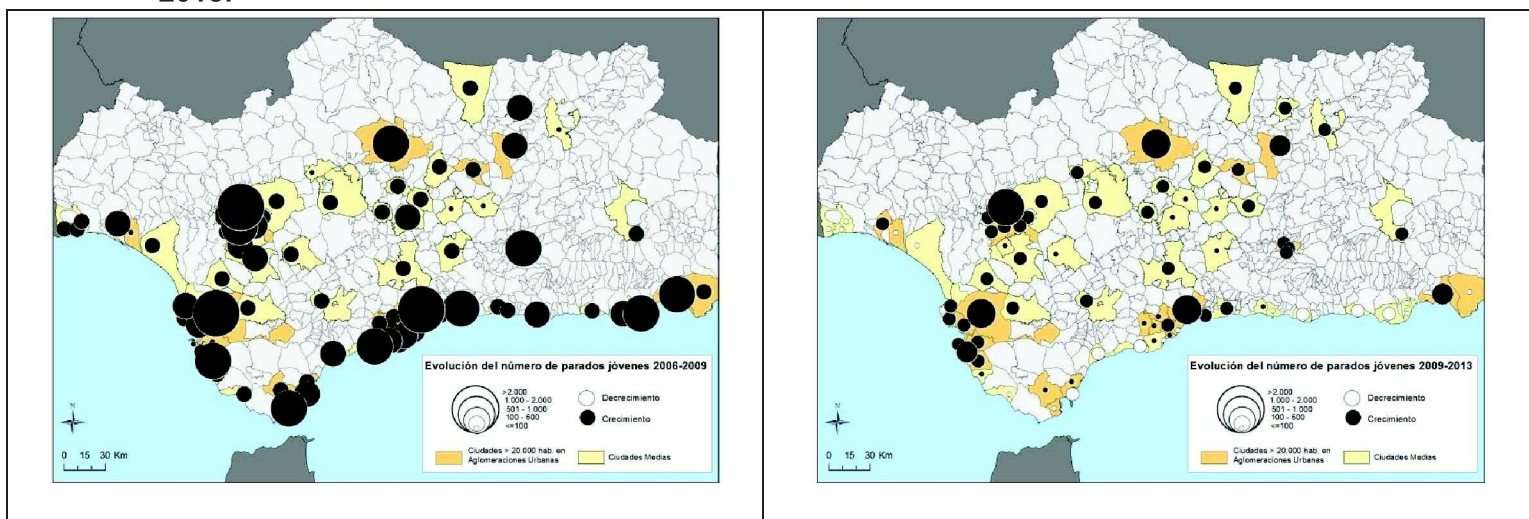 2013.
Evolución del número de parados jóvenes 2006-2009
>2.000
1.000 - 2.000
501 - 1.000
100 - 500
<=100
Decrecimiento
Crecimiento
Ciudades > 20.000 hab. en
Aglomeraciones Urbanas
Ciudades Medias
N
0 15 30 Km
Evolución del número de parados jóvenes 2009-2013
>2.000
1.000 - 2.000
501 - 1.000
100 - 500
<=100
Decrecimiento
Crecimiento
Ciudades > 20.000 hab. en
Aglomeraciones Urbanas
Ciudades Medias
N
0 15 30 Km